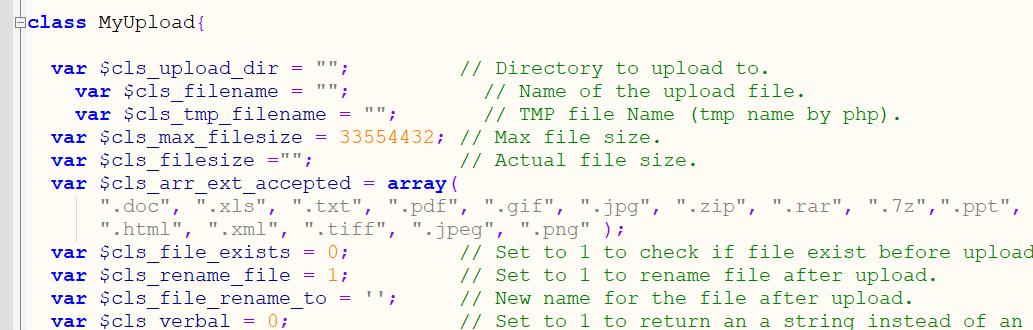 class MyUpload{
var $cls_upload_dir = ""; // Directory to upload to.
var $cls_filename = ""; // Name of the upload file.
var $cls_tmp_filename = ""; // TMP file Name (tmp name by php).
var $cls_max_filesize = 33554432; // Max file size.
var $cls_filesize =""; // Actual file size.
var $cls_arr_ext_accepted = array(
".doc", ".xls", ".txt", ".pdf", ".gif", ".jpg", ".zip", ".rar", ".7z",".ppt",
".html", ".xml", ".tiff", ".jpeg", ".png" );
var $cls_file_exists = 0; // Set to 1 to check if file exist before upload
var $cls_rename_file = 1; // Set to 1 to rename file after upload.
var $cls_file_rename_to = ''; // New name for the file after upload.
var $cls_verbal = 0; // Set to 1 to return an a string instead of an